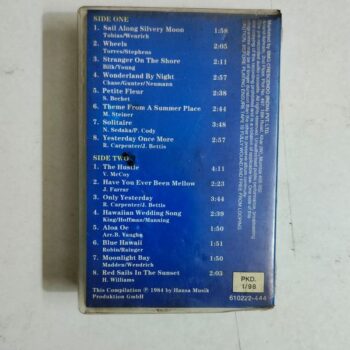 SIDE ONE
1. Sail Along Silvery Moon 1:58
Tobias/Wenrich
2. Wheels 2:05
Torres/Stephens
3. Stranger On The Shore 2:11
Bilk/Young
4. Wonderland By Night 2:57
Chase/Gunter/Neumann
5. Petite Fleur 2:38
S. Bechet
6. Theme From A Summer Place 2:44
M. Steiner
7. Solitaire 3:48
N. Sedaka/P. Cody
8. Yesterday Once More 2:50
R. Carpenter/J. Bettis
SIDE TWO
1. The Hustle 4:11
V. McCoy
2. Have You Ever Been Mellow 2:21
J. Farrar
3. Only Yesterday 3:44
R. Carpenter/J. Bettis
4. Hawaiian Wedding Song 2:39
King/Hoffman/Manning
5. Aloa Oe 1:51
Arr.B. Vaughn
6. Blue Hawaii 1:51
Robin/Rainger
7. Moonlight Bay 1:50
Madden/Wendrich
8. Red Sails In The Sunset 2:03
H. Williams
This Compilation ℗ 1984 by Hansa Musik
Produktion GmbH
PKD.
1/98
610222-444